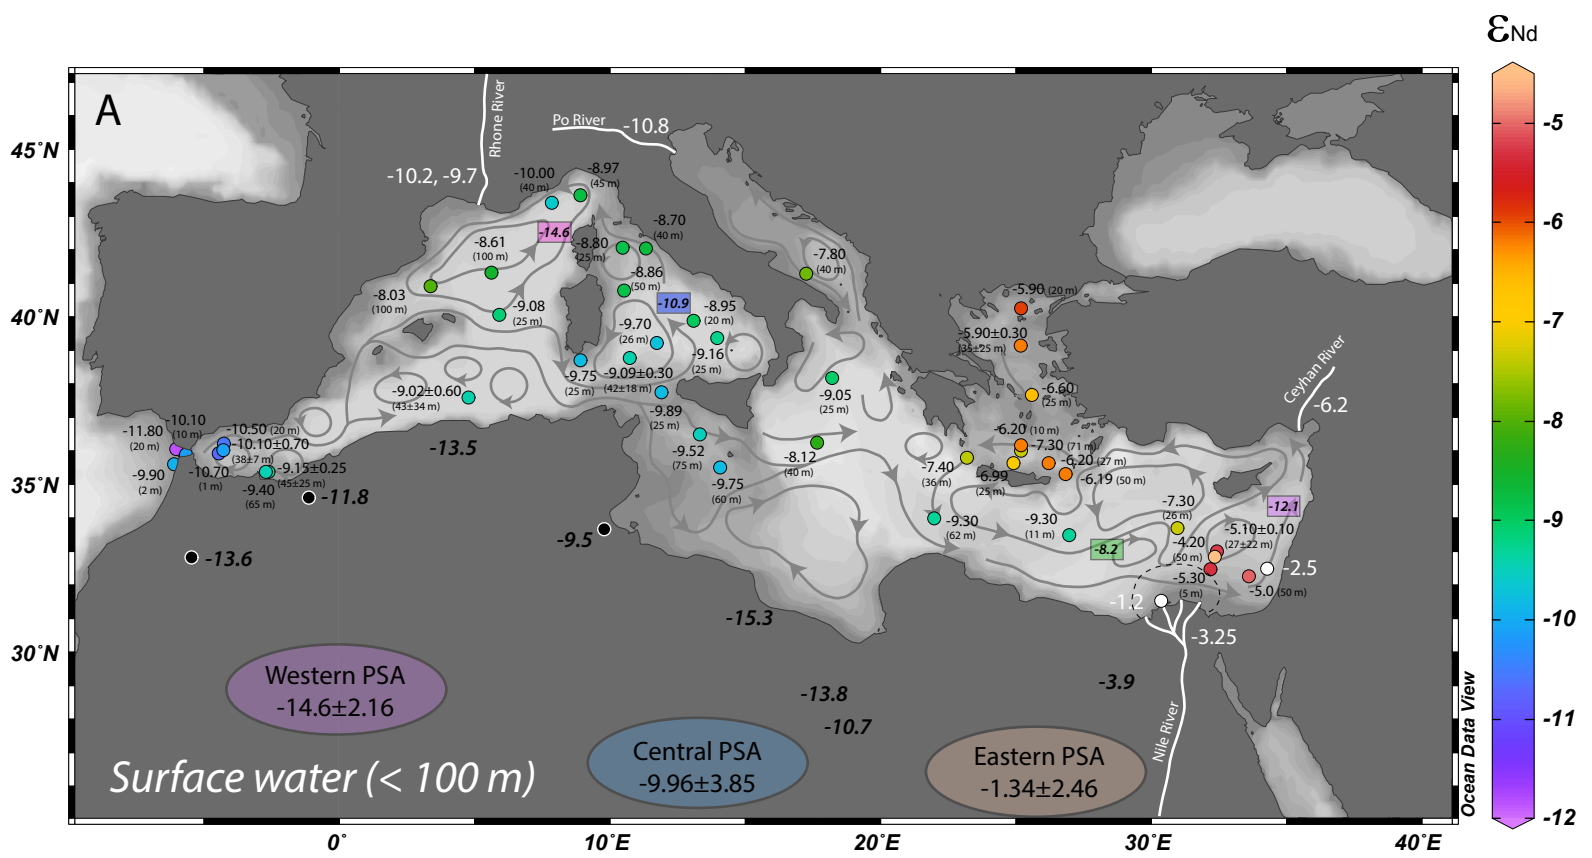 εNd
A
45°N
40°N
35°N
30°N
0°
10°E
20°E
30°E
40°E
-5
-6
-7
-8
-9
-10
-11
-12
Ocean Data View
Rhone River
-10.2, -9.7
Po River
-10.8
-10.00
(40 m)
-8.97
(45 m)
-14.6
-8.70
(40 m)
-8.80
(25 m)
-8.61
(100 m)
-8.86
(50 m)
-8.03
(100 m)
-9.08
(25 m)
-10.9
-8.95
(20 m)
-9.70
(26 m)
-9.16
(25 m)
-9.75
(25 m)
-9.09±0.30
(42±18 m)
-9.02±0.60
(43±34 m)
-9.89
(25 m)
-9.52
(75 m)
-9.75
(60 m)
-7.80
(40 m)
-9.05
(25 m)
-8.12
(40 m)
-5.90 (20 m)
-5.90±0.30
(35±25 m)
-6.60
(25 m)
-6.20 (10 m)
-7.30 (71 m)
-6.20 (27 m)
-6.19 (50 m)
-6.99
(25 m)
-7.40
(36 m)
-9.30
(62 m)
-9.30
(11 m)
-7.30
(26 m)
-8.2
-12.1
-5.10±0.10
(27±22 m)
-4.20
(50 m)
-5.30
(5 m)
-5.0 (50 m)
-2.5
-1.2
-3.25
Nile River
Ceyhan River
-6.2
-10.10
(10 m)
-11.80
(20 m)
-9.90
(2 m)
-10.50 (20 m)
-10.10±0.70
(38±7 m)
-10.70
(1 m)
-9.15±0.25
(45±25 m)
-9.40
(65 m)
-13.5
-11.8
-13.6
-9.5
-15.3
-13.8
-10.7
-3.9
Western PSA
-14.6±2.16
Central PSA
-9.96±3.85
Eastern PSA
-1.34±2.46
Surface water (< 100 m)